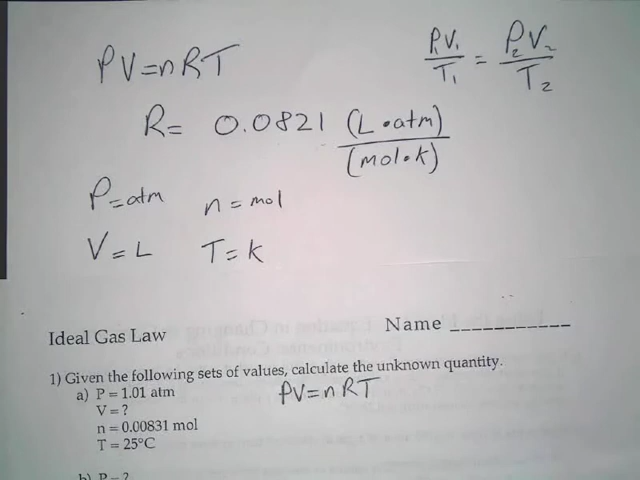 PV=nRT
P₁V₁/T₁ = P₂V₂/T₂
R= 0.0821 (L•atm)/(mol•k)
P=atm n=mol
V=L T=k
Ideal Gas Law Name ___________
1) Given the following sets of values, calculate the unknown quantity.
a) P = 1.01 atm PV=nRT
V = ?
n = 0.00831 mol
T = 25°C
b) P = ?